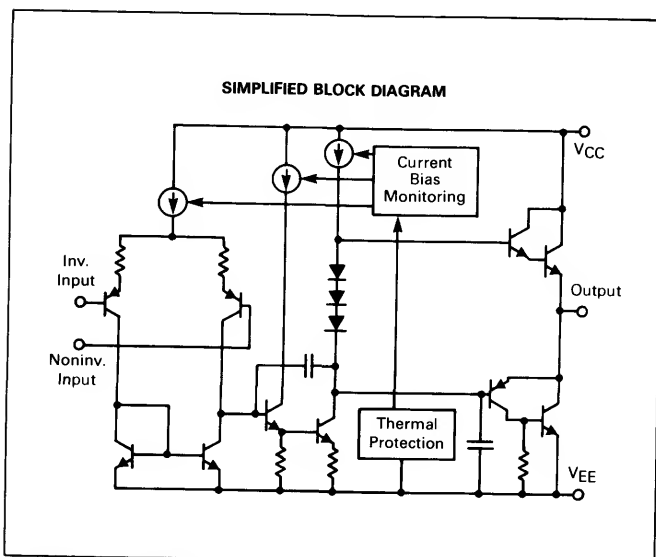 SIMPLIFIED BLOCK DIAGRAM
VCC
Current
Bias
Monitoring
Inv.
Input
Output
Noninv.
Input
Thermal
Protection
VEE